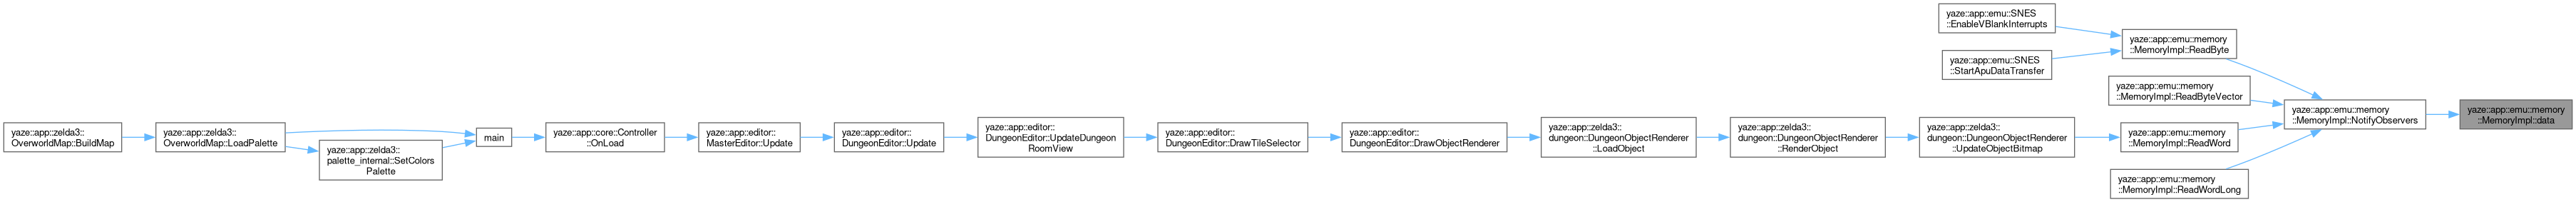 yaze::app::zelda3::
OverworldMap::BuildMap
yaze::app::zelda3::
OverworldMap::LoadPalette
yaze::app::zelda3::
palette_internal::SetColors
Palette
main
yaze::app::core::Controller
::OnLoad
yaze::app::editor::
MasterEditor::Update
yaze::app::editor::
DungeonEditor::Update
yaze::app::editor::
DungeonEditor::UpdateDungeon
RoomView
yaze::app::editor::
DungeonEditor::DrawTileSelector
yaze::app::editor::
DungeonEditor::DrawObjectRenderer
yaze::app::zelda3::
dungeon::DungeonObjectRenderer
::LoadObject
yaze::app::zelda3::
dungeon::DungeonObjectRenderer
::RenderObject
yaze::app::zelda3::
dungeon::DungeonObjectRenderer
::UpdateObjectBitmap
yaze::app::emu::SNES
::EnableVBlankInterrupts
yaze::app::emu::SNES
::StartApuDataTransfer
yaze::app::emu::memory
::MemoryImpl::ReadByte
yaze::app::emu::memory
::MemoryImpl::ReadByteVector
yaze::app::emu::memory
::MemoryImpl::ReadWord
yaze::app::emu::memory
::MemoryImpl::ReadWordLong
yaze::app::emu::memory
::MemoryImpl::NotifyObservers
yaze::app::emu::memory
::MemoryImpl::data